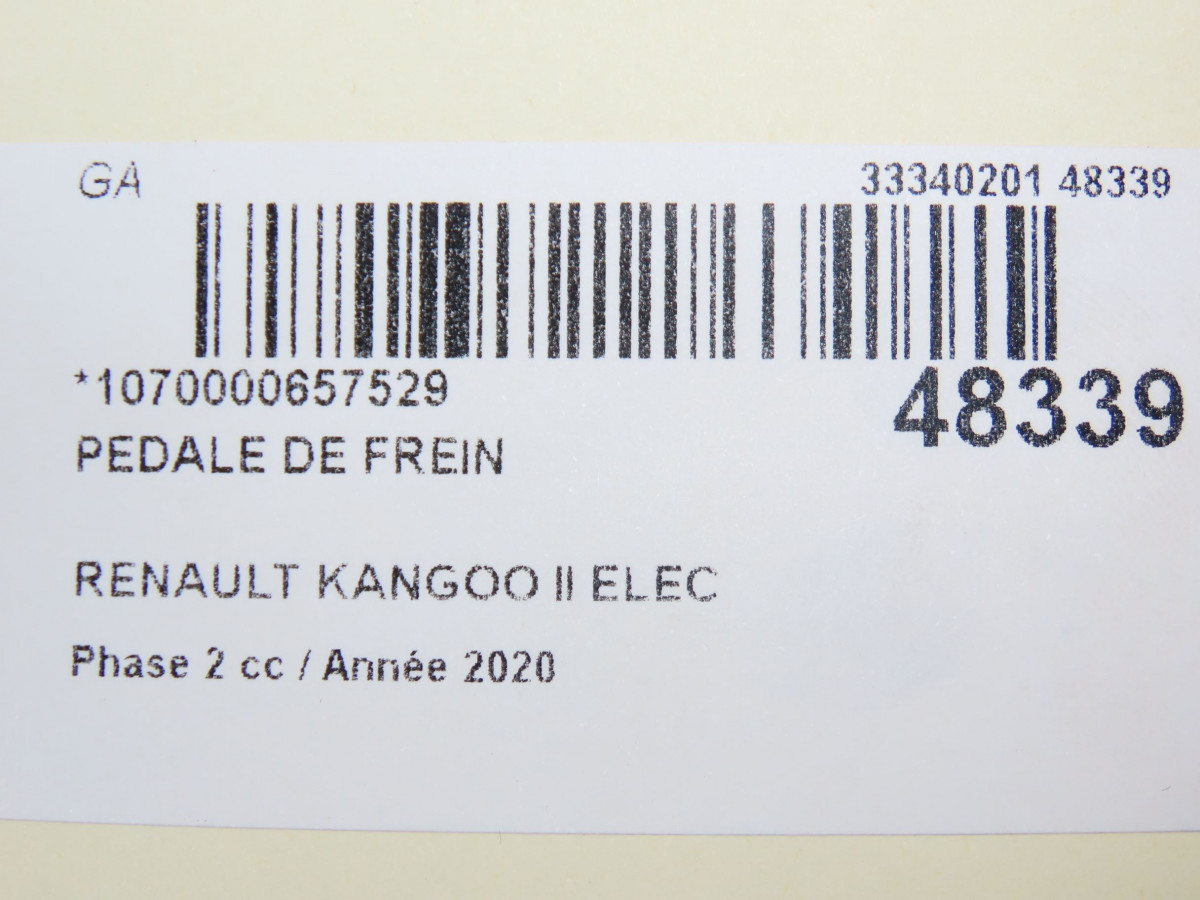 GA 33340201 48339
*1070000657529 48339
PEDALE DE FREIN
RENAULT KANGOO II ELEC
Phase 2 cc / Année 2020